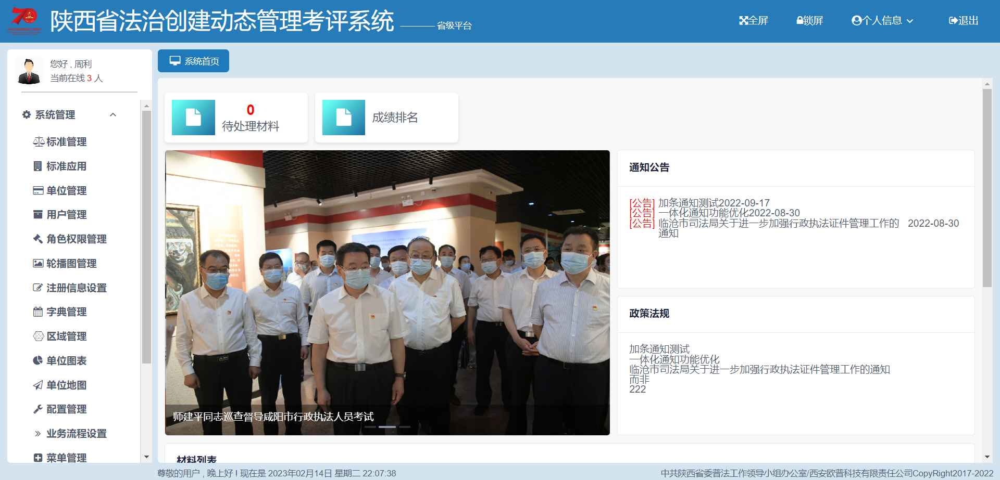 陕西省法治创建动态管理考评系统 ———— 省级平台
全屏
锁屏
个人信息
退出
您好 , 周利
当前在线 3 人
系统首页
系统管理
标准管理
标准应用
单位管理
用户管理
角色权限管理
轮播图管理
注册信息设置
字典管理
区域管理
单位图表
单位地图
配置管理
业务流程设置
菜单管理
0
待处理材料
成绩排名
师建平同志巡查督导咸阳市行政执法人员考试
通知公告
[公告] 加条通知测试2022-09-17
[公告] 一体化通知功能优化2022-08-30
[公告] 临沧市司法局关于进一步加强行政执法证件管理工作的 2022-08-30
通知
政策法规
加条通知测试
一体化通知功能优化
临沧市司法局关于进一步加强行政执法证件管理工作的通知
而非
222
材料列表
尊敬的用户 , 晚上好 ! 现在是 2023年02月14日 星期二 22:07:38
中共陕西省委普法工作领导小组办公室/西安欧普科技有限责任公司CopyRight2017-2022